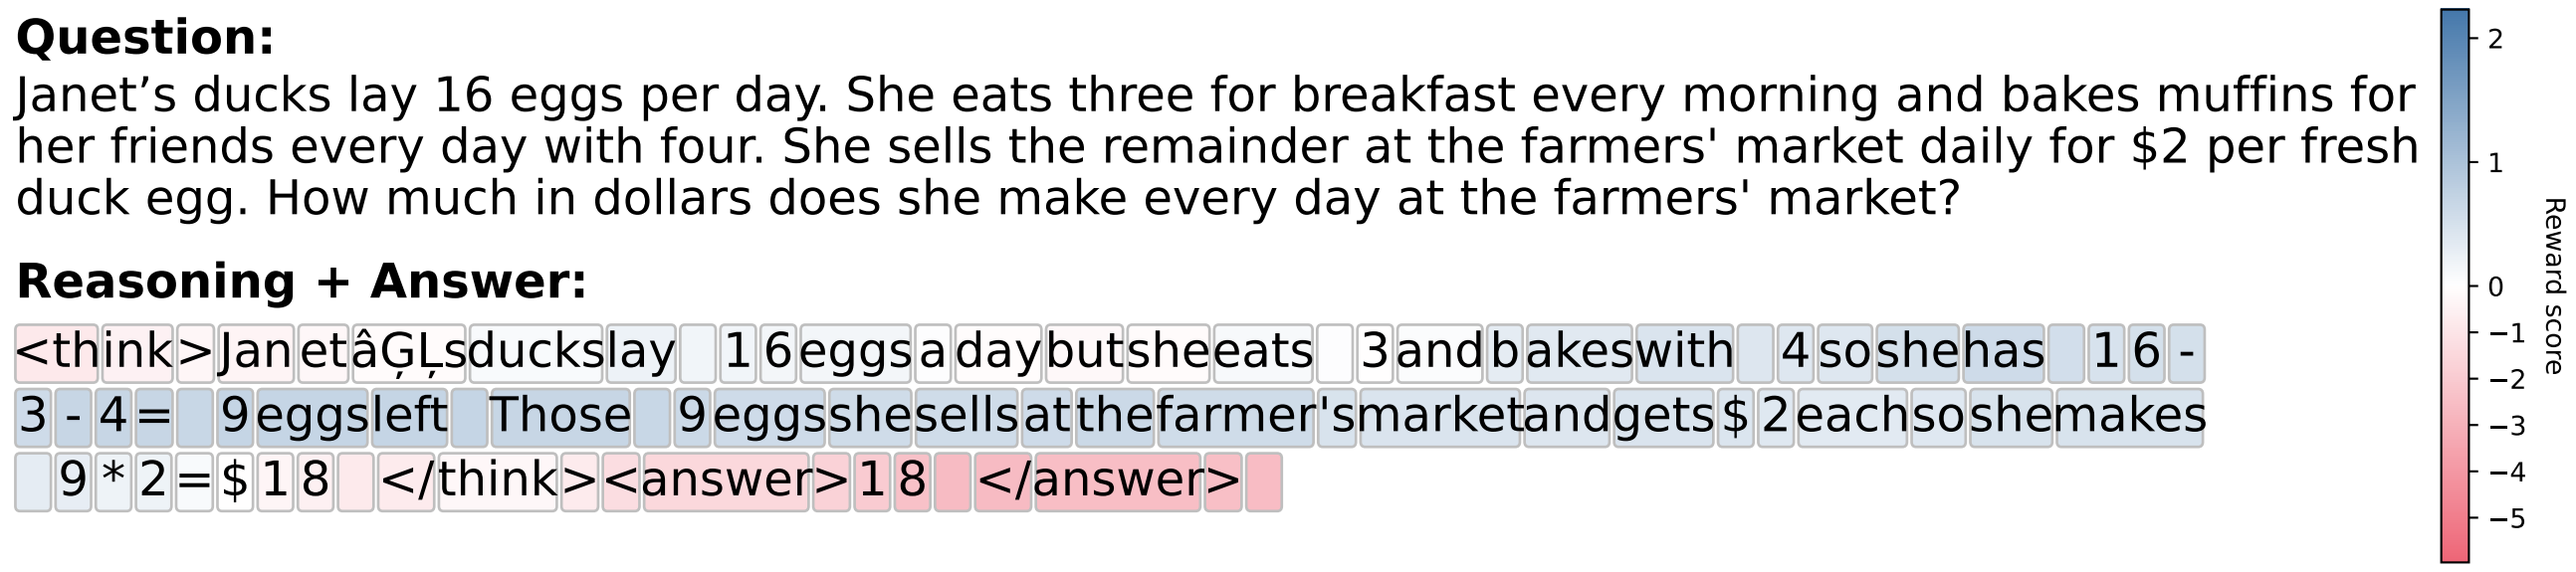 Question:
Janet’s ducks lay 16 eggs per day. She eats three for breakfast every morning and bakes muffins for
her friends every day with four. She sells the remainder at the farmers' market daily for $2 per fresh
duck egg. How much in dollars does she make every day at the farmers' market?
Reasoning + Answer:
<think>JanetâĢĻsduckslay 16eggsadaybutsheeats 3andbakeswith 4soshehas 16-
3-4= 9eggsleft Those 9eggsshesellsatthefarmer'smarketandgets$2eachsoshemakes
9*2=$18 </think><answer>18 </answer>
2
1
0
−1
−2
−3
−4
−5
Reward score